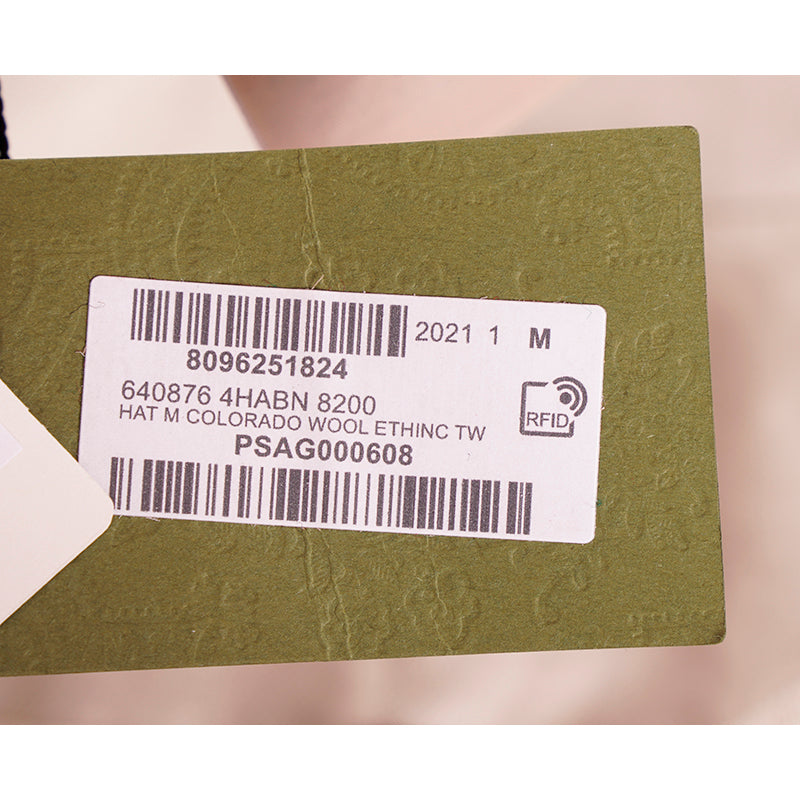 2021 1 M
8096251824
640876 4HABN 8200
HAT M COLORADO WOOL ETHINC TW
RFID
PSAG000608